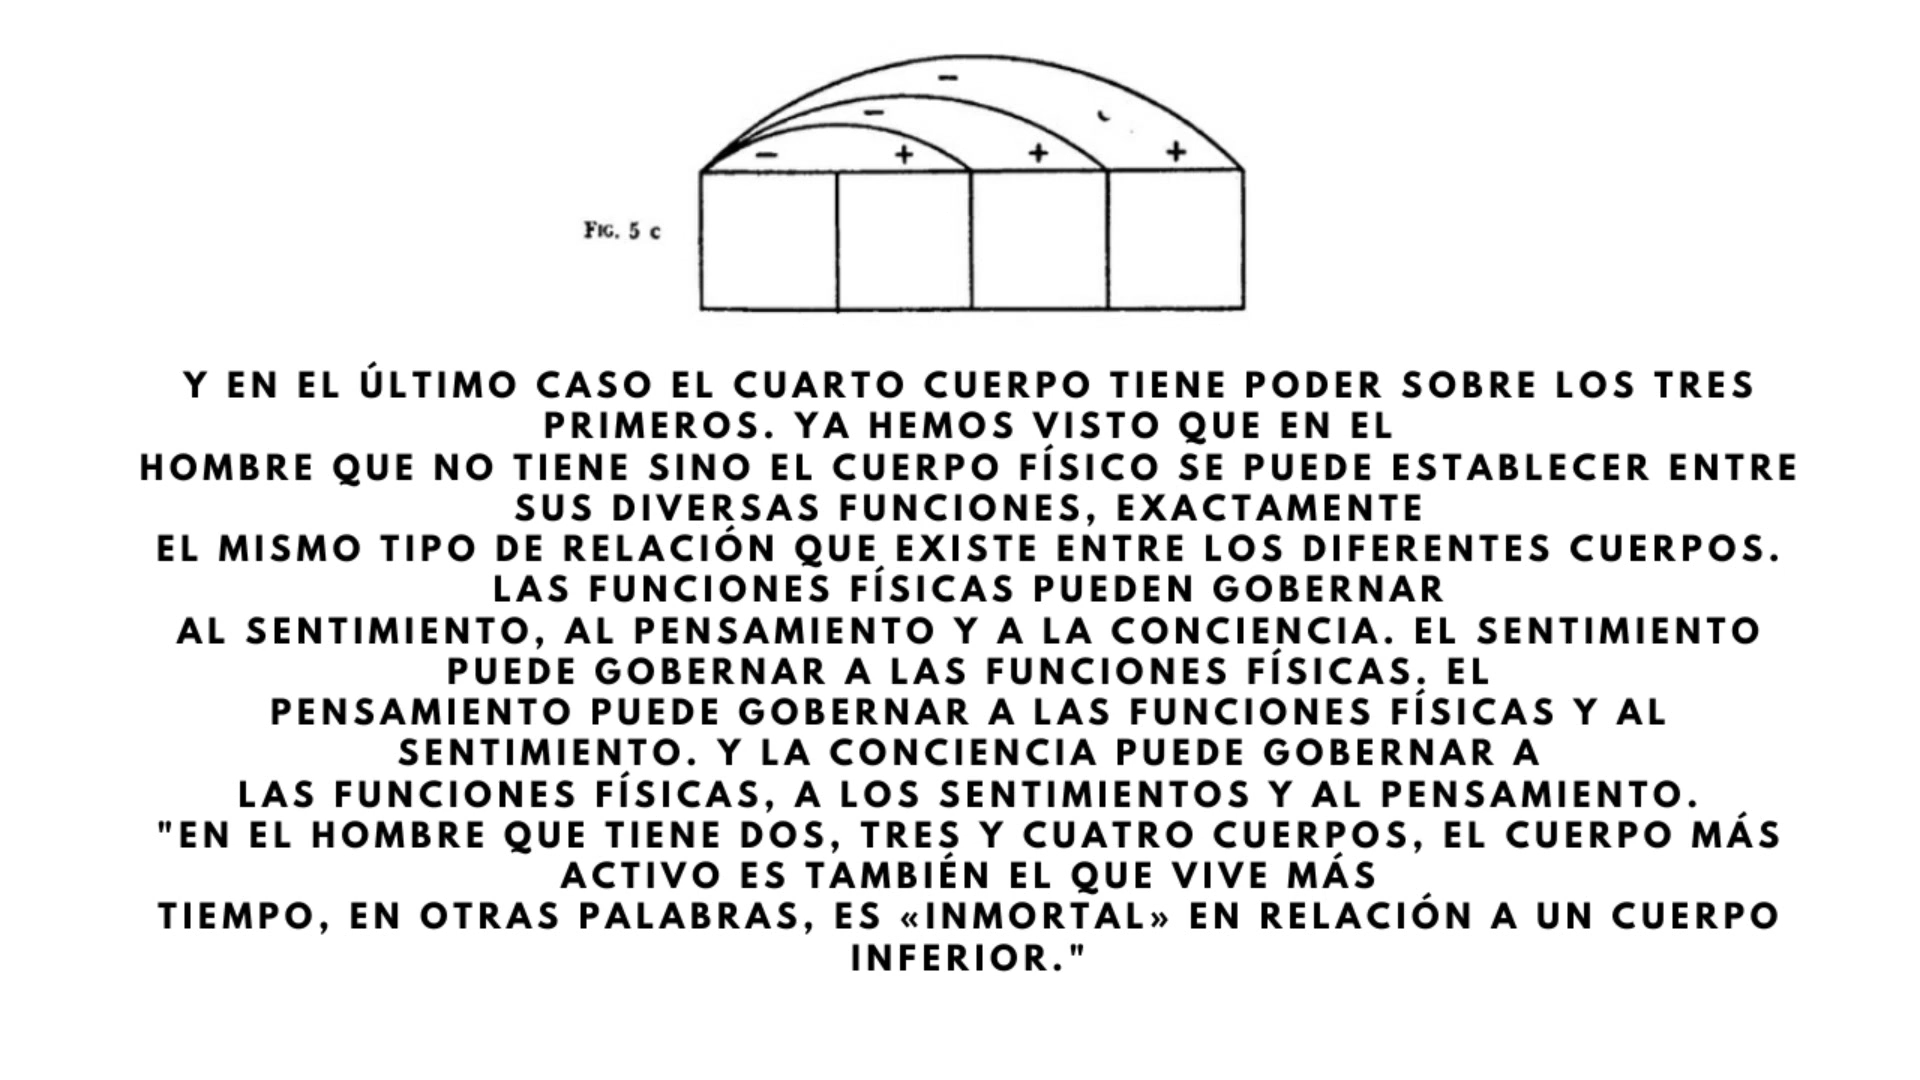 − 
− 
− + + +
FIG. 5 c
Y EN EL ÚLTIMO CASO EL CUARTO CUERPO TIENE PODER SOBRE LOS TRES
PRIMEROS. YA HEMOS VISTO QUE EN EL
HOMBRE QUE NO TIENE SINO EL CUERPO FÍSICO SE PUEDE ESTABLECER ENTRE
SUS DIVERSAS FUNCIONES, EXACTAMENTE
EL MISMO TIPO DE RELACIÓN QUE EXISTE ENTRE LOS DIFERENTES CUERPOS.
LAS FUNCIONES FÍSICAS PUEDEN GOBERNAR
AL SENTIMIENTO, AL PENSAMIENTO Y A LA CONCIENCIA. EL SENTIMIENTO
PUEDE GOBERNAR A LAS FUNCIONES FÍSICAS. EL
PENSAMIENTO PUEDE GOBERNAR A LAS FUNCIONES FÍSICAS Y AL
SENTIMIENTO. Y LA CONCIENCIA PUEDE GOBERNAR A
LAS FUNCIONES FÍSICAS, A LOS SENTIMIENTOS Y AL PENSAMIENTO.
"EN EL HOMBRE QUE TIENE DOS, TRES Y CUATRO CUERPOS, EL CUERPO MÁS
ACTIVO ES TAMBIÉN EL QUE VIVE MÁS
TIEMPO, EN OTRAS PALABRAS, ES «INMORTAL» EN RELACIÓN A UN CUERPO
INFERIOR."